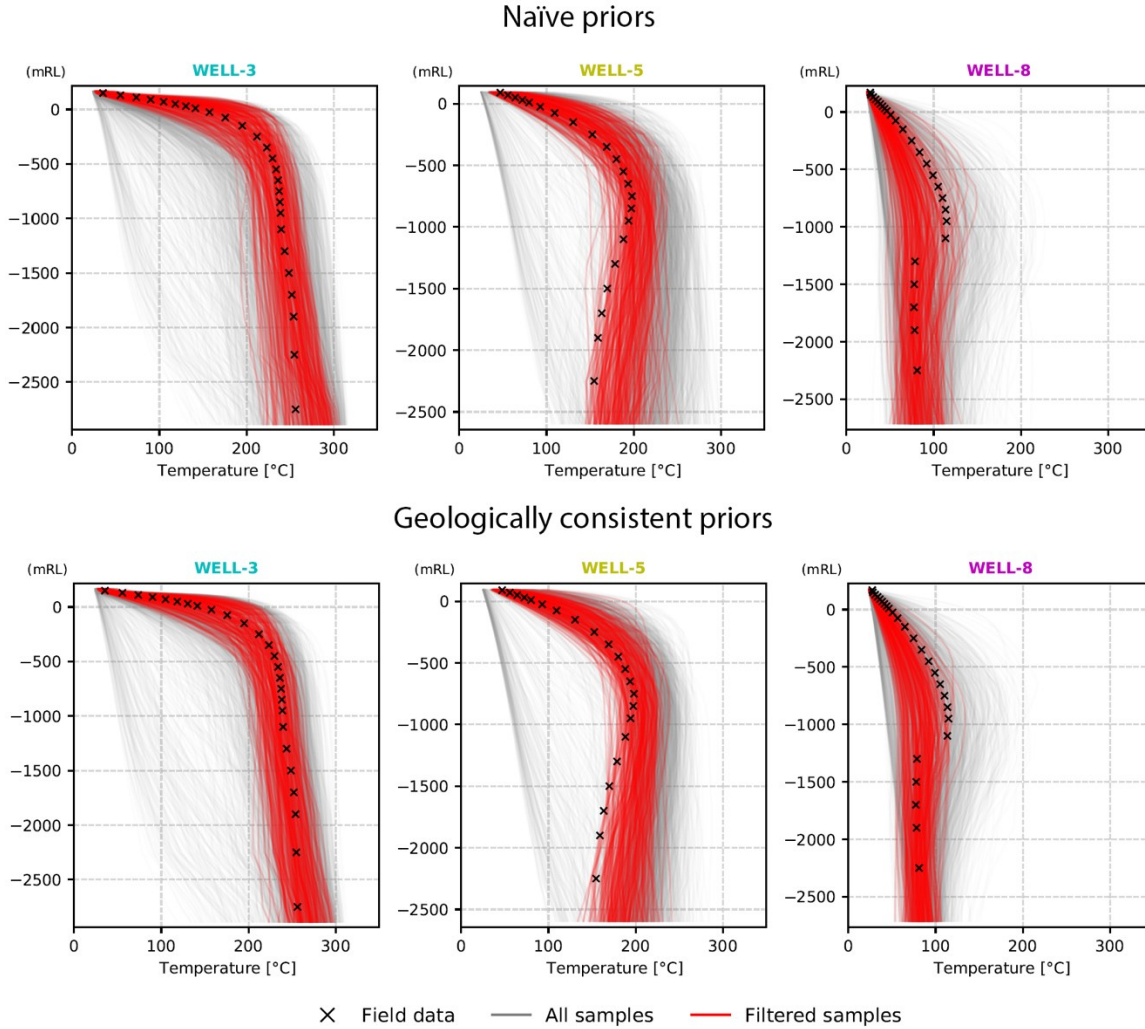 Naïve priors
WELL-3 WELL-5 WELL-8
(mRL) (mRL) (mRL)
0 0 0
−500 −500 −500
−1000 −1000 −1000
−1500 −1500 −1500
−2000 −2000 −2000
−2500 −2500 −2500
0 100 200 300 0 100 200 300 0 100 200 300
Temperature [°C] Temperature [°C] Temperature [°C]
Geologically consistent priors
WELL-3 WELL-5 WELL-8
(mRL) (mRL) (mRL)
0 0 0
−500 −500 −500
−1000 −1000 −1000
−1500 −1500 −1500
−2000 −2000 −2000
−2500 −2500 −2500
0 100 200 300 0 100 200 300 0 100 200 300
Temperature [°C] Temperature [°C] Temperature [°C]
Field data All samples Filtered samples